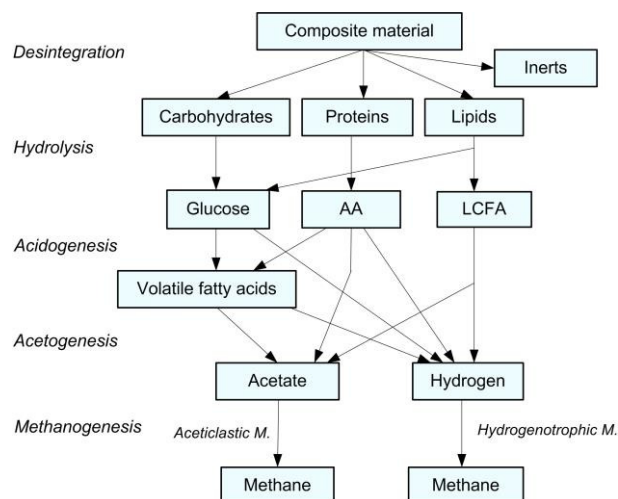 Composite material
Desintegration
Inerts
Carbohydrates
Proteins
Lipids
Hydrolysis
Glucose
AA
LCFA
Acidogenesis
Volatile fatty acids
Acetogenesis
Acetate
Hydrogen
Methanogenesis
Aceticlastic M.
Hydrogenotrophic M.
Methane
Methane